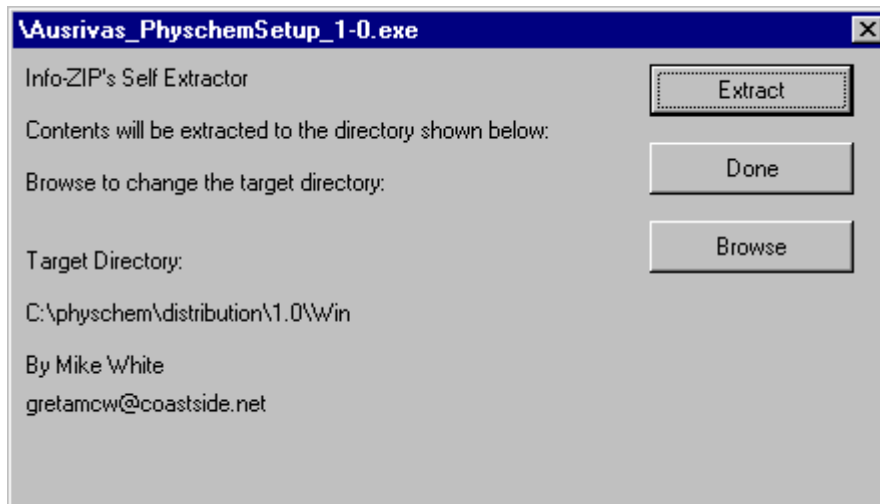 \Ausrivas_PhyschemSetup_1-0.exe
Info-ZIP's Self Extractor
Extract
Contents will be extracted to the directory shown below:
Done
Browse to change the target directory:
Browse
Target Directory:
C:\physchem\distribution\1.0\Win
By Mike White
gretamcw@coastside.net